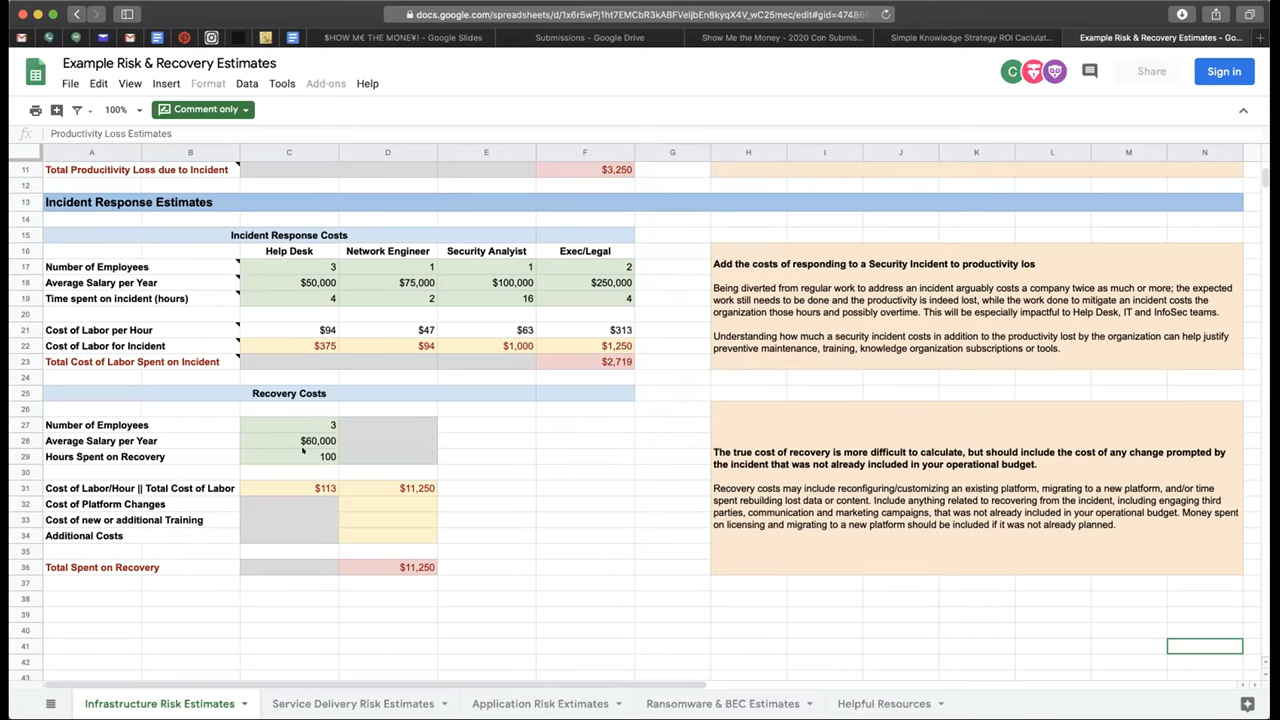 docs.google.com/spreadsheets/d/1x6r5wPj1ht7EMCbR3kABFVeljbEn8kyqX4V_wC25mec/edit#gid=47486
$HOW M€ THE MONE¥! - Google Slides
Submissions - Google Drive
Show Me the Money - 2020 Con Submis...
Simple Knowledge Strategy ROI Caclulat...
Example Risk & Recovery Estimates - Go...
Example Risk & Recovery Estimates
File Edit View Insert Format Data Tools Add-ons Help
C
Share
Sign in
100%
Comment only
fx Productivity Loss Estimates
A B C D E F G H I J K L M N
11 Total Producitivity Loss due to Incident $3,250
12
13 Incident Response Estimates
14
15 Incident Response Costs
16 Help Desk Network Engineer Security Analyist Exec/Legal
17 Number of Employees 3 1 1 2
18 Average Salary per Year $50,000 $75,000 $100,000 $250,000
19 Time spent on incident (hours) 4 2 16 4
20
21 Cost of Labor per Hour $94 $47 $63 $313
22 Cost of Labor for Incident $375 $94 $1,000 $1,250
23 Total Cost of Labor Spent on Incident $2,719
24
Add the costs of responding to a Security Incident to productivity los
Being diverted from regular work to address an incident arguably costs a company twice as much or more; the expected
work still needs to be done and the productivity is indeed lost, while the work done to mitigate an incident costs the
organization those hours and possibly overtime. This will be especially impactful to Help Desk, IT and InfoSec teams.
Understanding how much a security incident costs in addition to the productivity lost by the organization can help justify
preventive maintenance, training, knowledge organization subscriptions or tools.
25 Recovery Costs
26
27 Number of Employees 3
28 Average Salary per Year $60,000
29 Hours Spent on Recovery 100
30
31 Cost of Labor/Hour || Total Cost of Labor $113 $11,250
32 Cost of Platform Changes
33 Cost of new or additional Training
34 Additional Costs
35
36 Total Spent on Recovery $11,250
37
38
39
40
41
42
43
The true cost of recovery is more difficult to calculate, but should include the cost of any change prompted by
the incident that was not already included in your operational budget.
Recovery costs may include reconfiguring/customizing an existing platform, migrating to a new platform, and/or time
spent rebuilding lost data or content. Include anything related to recovering from the incident, including engaging third
parties, communication and marketing campaigns, that was not already included in your operational budget. Money spent
on licensing and migrating to a new platform should be included if it was not already planned.
Infrastructure Risk Estimates
Service Delivery Risk Estimates
Application Risk Estimates
Ransomware & BEC Estimates
Helpful Resources